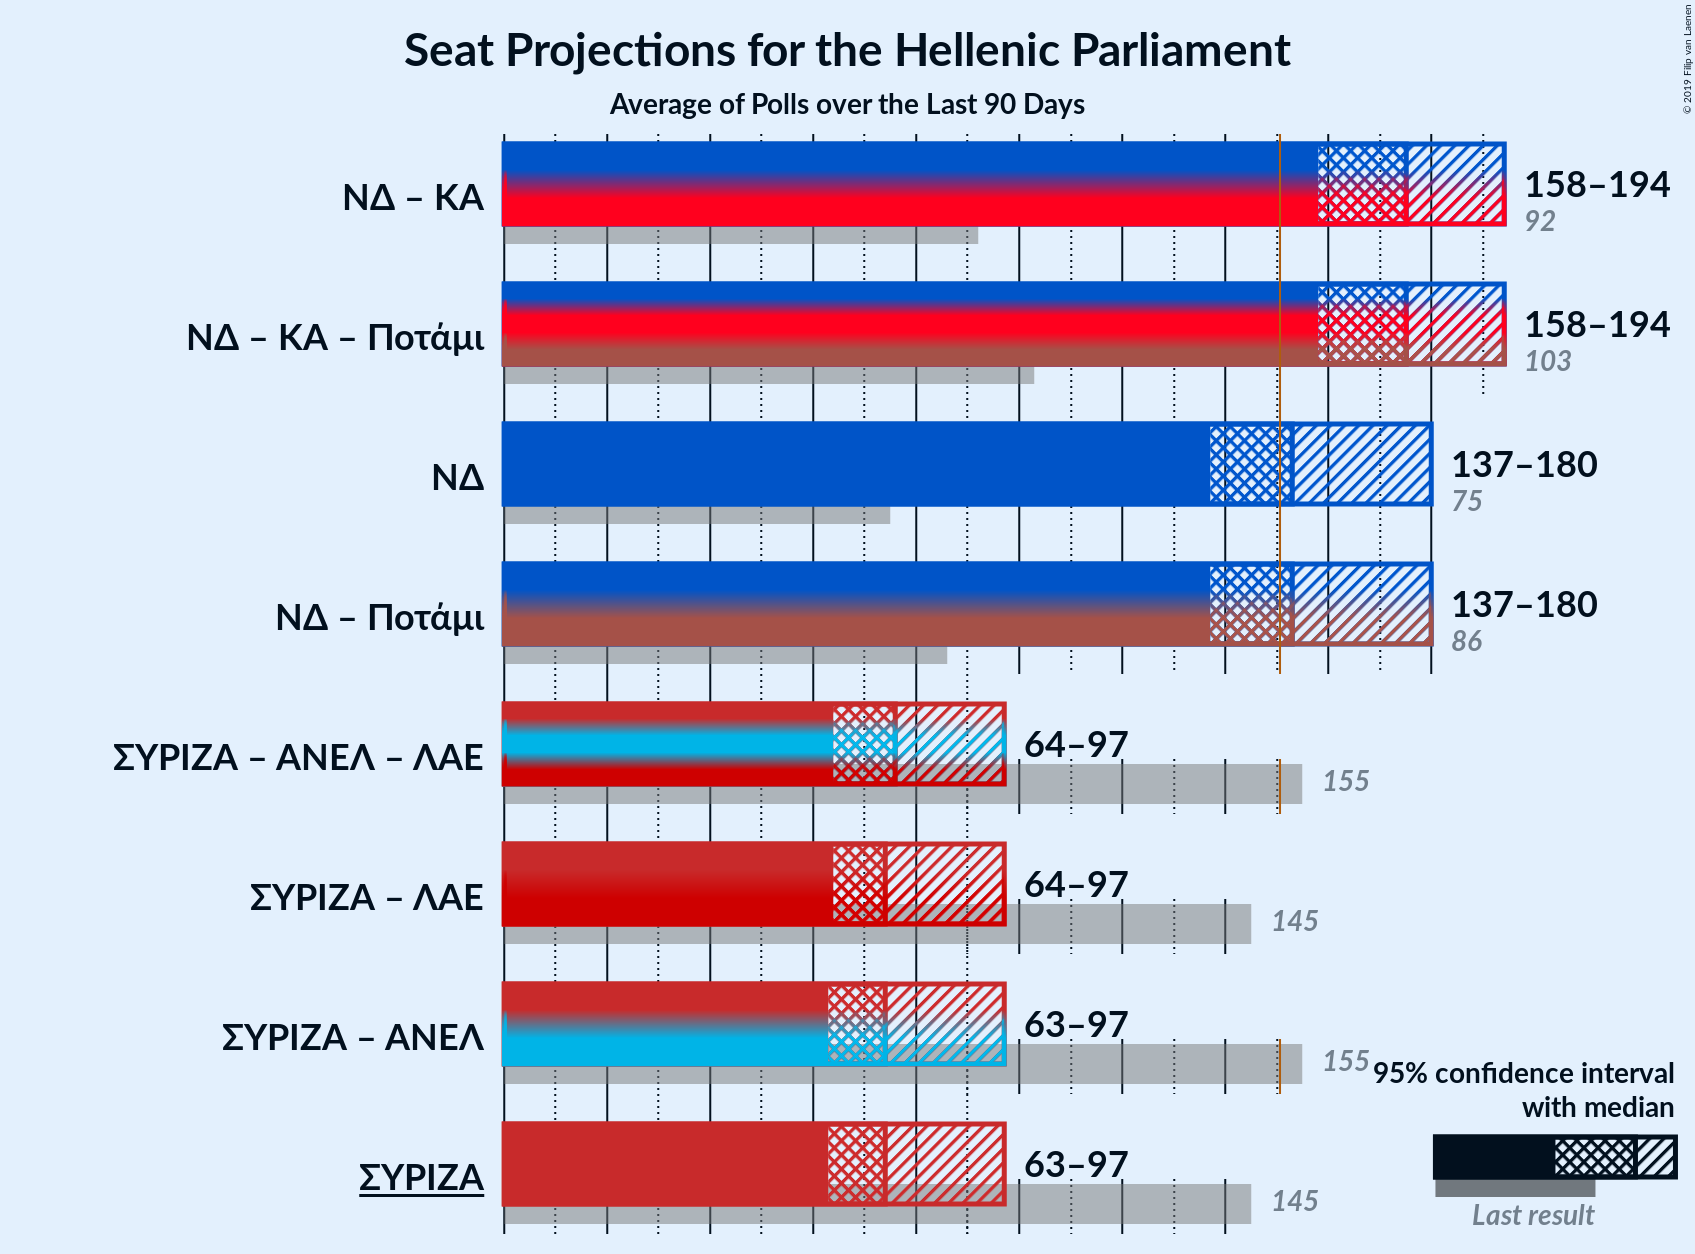 Seat Projections for the Hellenic Parliament
Average of Polls over the Last 90 Days
© 2019 Filip van Laenen
ΝΔ – ΚΑ
158–194
92
ΝΔ – ΚΑ – Ποτάμι
158–194
103
ΝΔ
137–180
75
ΝΔ – Ποτάμι
137–180
86
ΣΥΡΙΖΑ – ΑΝΕΛ – ΛΑΕ
64–97
155
ΣΥΡΙΖΑ – ΛΑΕ
64–97
145
ΣΥΡΙΖΑ – ΑΝΕΛ
63–97
155
ΣΥΡΙΖΑ
63–97
145
95% confidence interval
with median
Last result